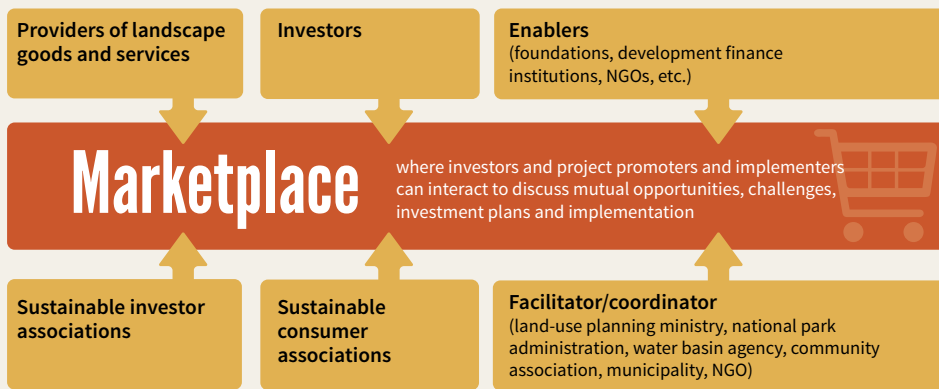 Providers of landscape
goods and services
Investors
Enablers
(foundations, development finance
institutions, NGOs, etc.)
Marketplace
where investors and project promoters and implementers
can interact to discuss mutual opportunities, challenges,
investment plans and implementation
Sustainable investor
associations
Sustainable
consumer
associations
Facilitator/coordinator
(land-use planning ministry, national park
administration, water basin agency, community
association, municipality, NGO)